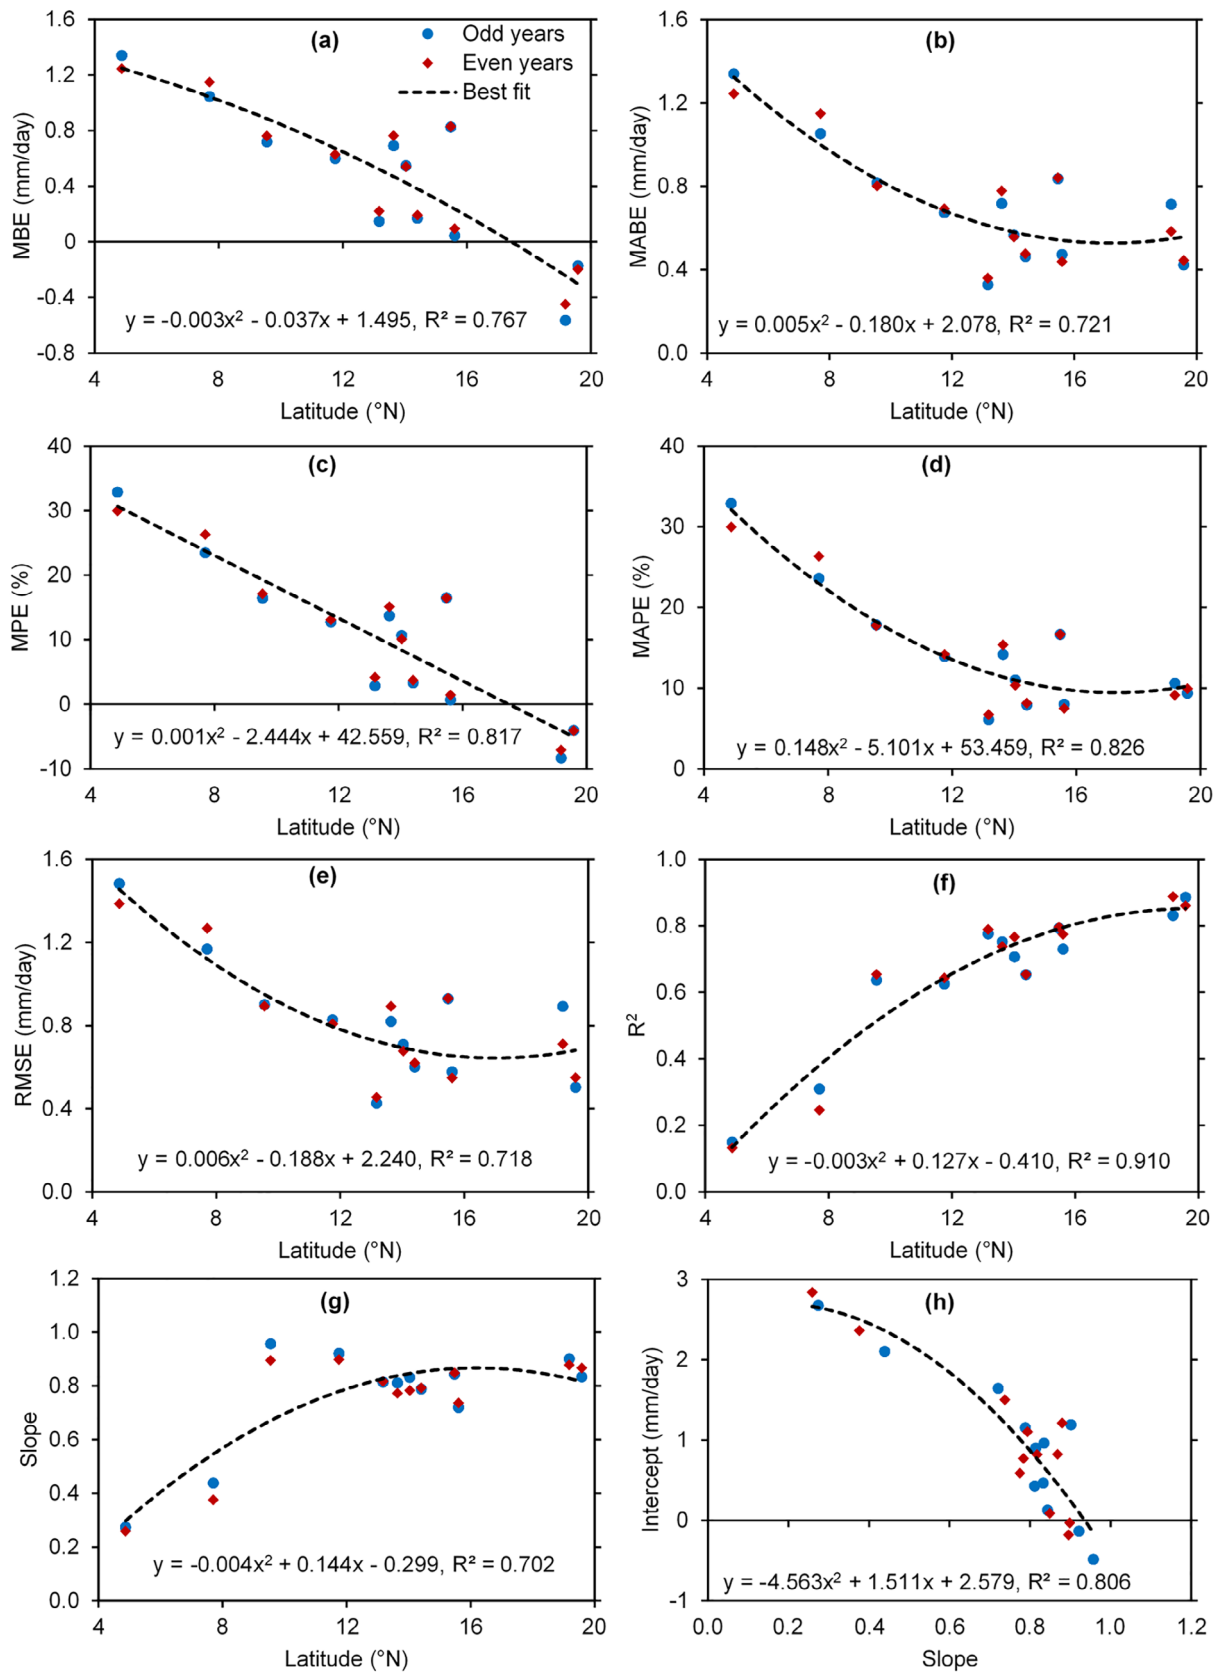 (a)
Odd years
Even years
Best fit
1.6
1.2
0.8
0.4
0
-0.4
-0.8
MBE (mm/day)
y = -0.003x² - 0.037x + 1.495, R² = 0.767
4 8 12 16 20
Latitude (°N)
(b)
1.6
1.2
0.8
0.4
0.0
MABE (mm/day)
y = 0.005x² - 0.180x + 2.078, R² = 0.721
4 8 12 16 20
Latitude (°N)
(c)
40
30
20
10
0
-10
MPE (%)
y = 0.001x² - 2.444x + 42.559, R² = 0.817
4 8 12 16 20
Latitude (°N)
(d)
40
30
20
10
0
MAPE (%)
y = 0.148x² - 5.101x + 53.459, R² = 0.826
4 8 12 16 20
Latitude (°N)
(e)
1.6
1.2
0.8
0.4
0.0
RMSE (mm/day)
y = 0.006x² - 0.188x + 2.240, R² = 0.718
4 8 12 16 20
Latitude (°N)
(f)
1.0
0.8
0.6
0.4
0.2
0.0
R²
y = -0.003x² + 0.127x - 0.410, R² = 0.910
4 8 12 16 20
Latitude (°N)
(g)
1.2
1.0
0.8
0.6
0.4
0.2
0.0
Slope
y = -0.004x² + 0.144x - 0.299, R² = 0.702
4 8 12 16 20
Latitude (°N)
(h)
3
2
1
0
-1
Intercept (mm/day)
y = -4.563x² + 1.511x + 2.579, R² = 0.806
0.0 0.2 0.4 0.6 0.8 1.0 1.2
Slope